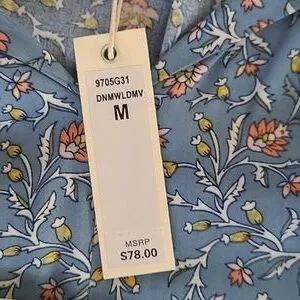 9705G31
DNMWLDMV
M
MSRP
$78.00